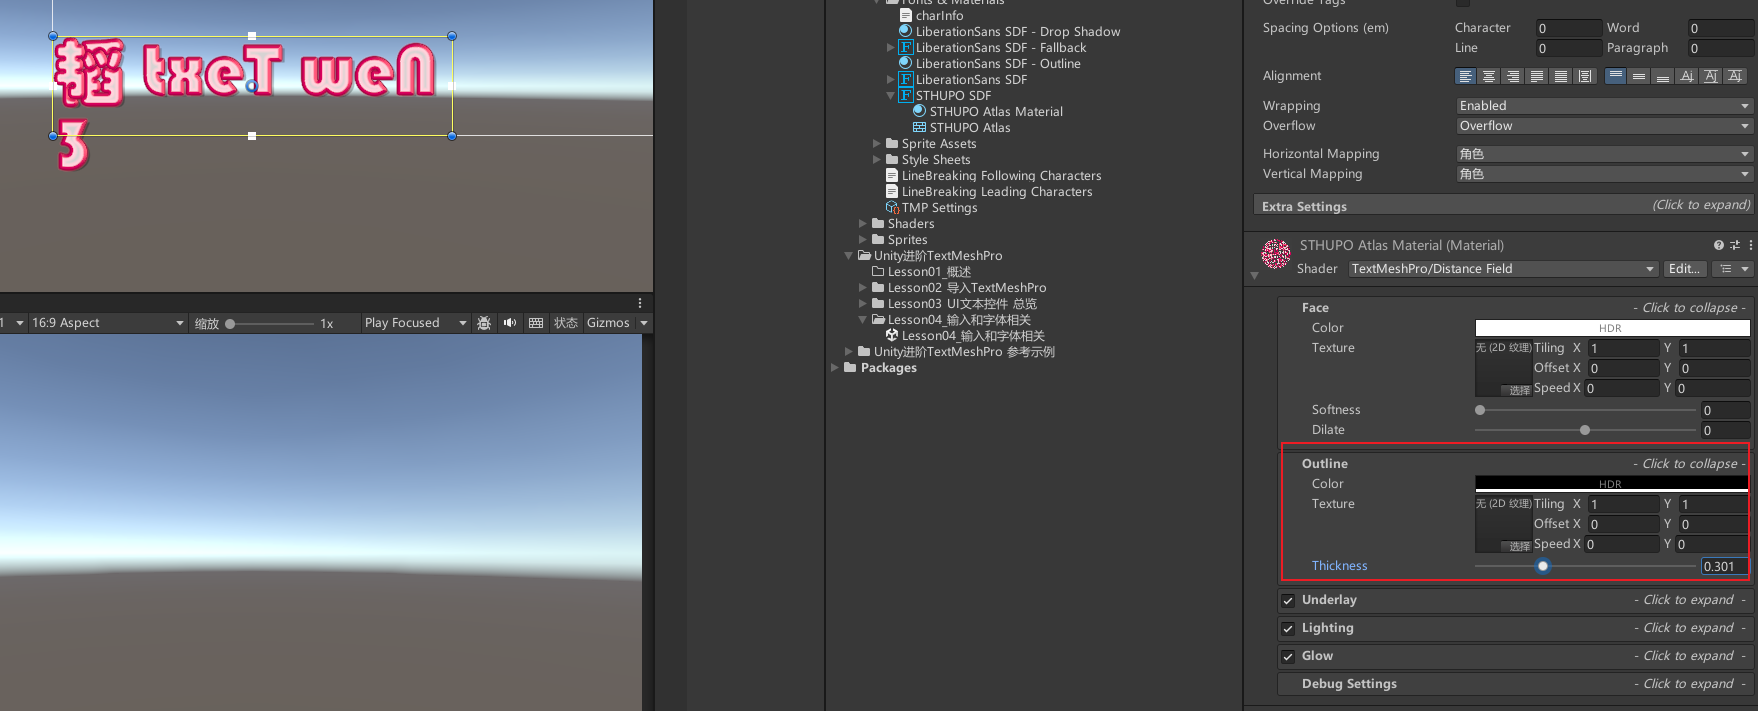 韬 txeT weN
3
1
16:9 Aspect
缩放
1x
Play Focused
状态
Gizmos
Fonts & Materials
charInfo
LiberationSans SDF - Drop Shadow
LiberationSans SDF - Fallback
LiberationSans SDF - Outline
LiberationSans SDF
STHUPO SDF
STHUPO Atlas Material
STHUPO Atlas
Sprite Assets
Style Sheets
LineBreaking Following Characters
LineBreaking Leading Characters
TMP Settings
Shaders
Sprites
Unity进阶TextMeshPro
Lesson01_概述
Lesson02 导入TextMeshPro
Lesson03 UI文本控件 总览
Lesson04_输入和字体相关
Lesson04_输入和字体相关
Unity进阶TextMeshPro 参考示例
Packages
Override Tags
Spacing Options (em) Character 0 Word 0
Line 0 Paragraph 0
Alignment
Wrapping Enabled
Overflow Overflow
Horizontal Mapping 角色
Vertical Mapping 角色
Extra Settings (Click to expand)
STHUPO Atlas Material (Material)
Shader TextMeshPro/Distance Field Edit...
Face - Click to collapse -
Color HDR
Texture 无 (2D 纹理) Tiling X 1 Y 1
Offset X 0 Y 0
选择 Speed X 0 Y 0
Softness 0
Dilate 0
Outline - Click to collapse -
Color HDR
Texture 无 (2D 纹理) Tiling X 1 Y 1
Offset X 0 Y 0
选择 Speed X 0 Y 0
Thickness 0.301
Underlay - Click to expand -
Lighting - Click to expand -
Glow - Click to expand -
Debug Settings - Click to expand -